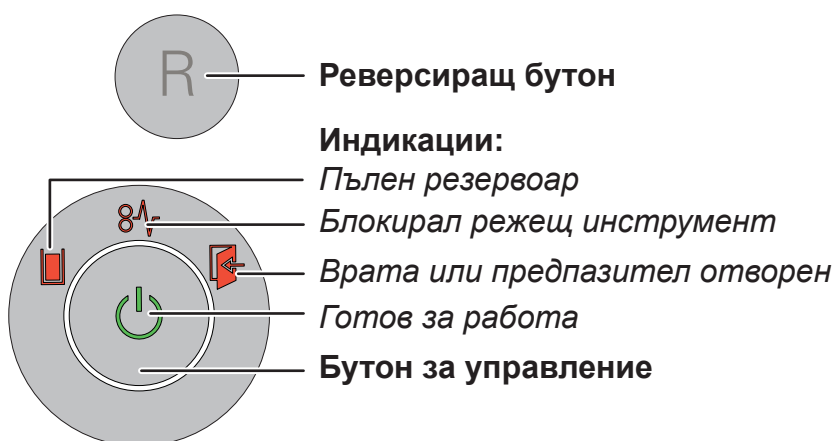 R
Реверсиращ бутон
Индикации:
Пълен резервоар
Блокирал режещ инструмент
Врата или предпазител отворен
Готов за работа
Бутон за управление